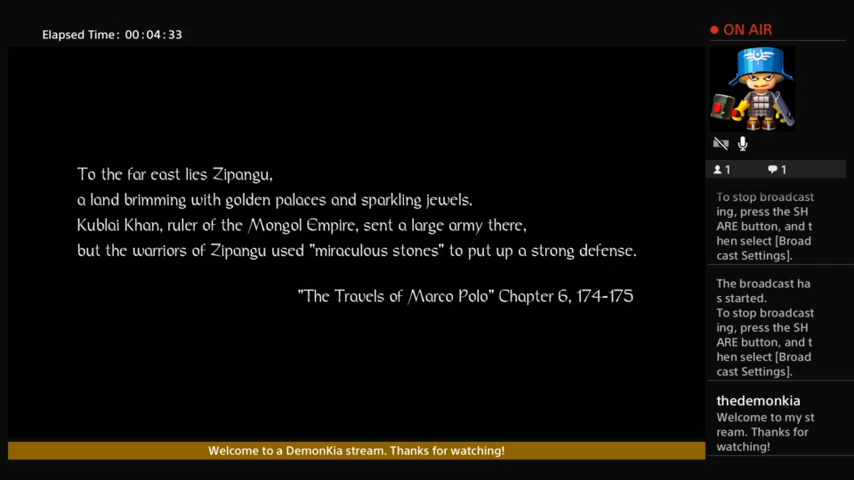 Elapsed Time: 00:04:33
ON AIR
To the far east lies Zipangu,
a land brimming with golden palaces and sparkling jewels.
Kublai Khan, ruler of the Mongol Empire, sent a large army there,
but the warriors of Zipangu used "miraculous stones" to put up a strong defense.
"The Travels of Marco Polo" Chapter 6, 174-175
1 1
To stop broadcast
ing, press the SH
ARE button, and t
hen select [Broad
cast Settings].
The broadcast ha
s started.
To stop broadcast
ing, press the SH
ARE button, and t
hen select [Broad
cast Settings].
thedemonkia
Welcome to my st
ream. Thanks for
watching!
Welcome to a DemonKia stream. Thanks for watching!